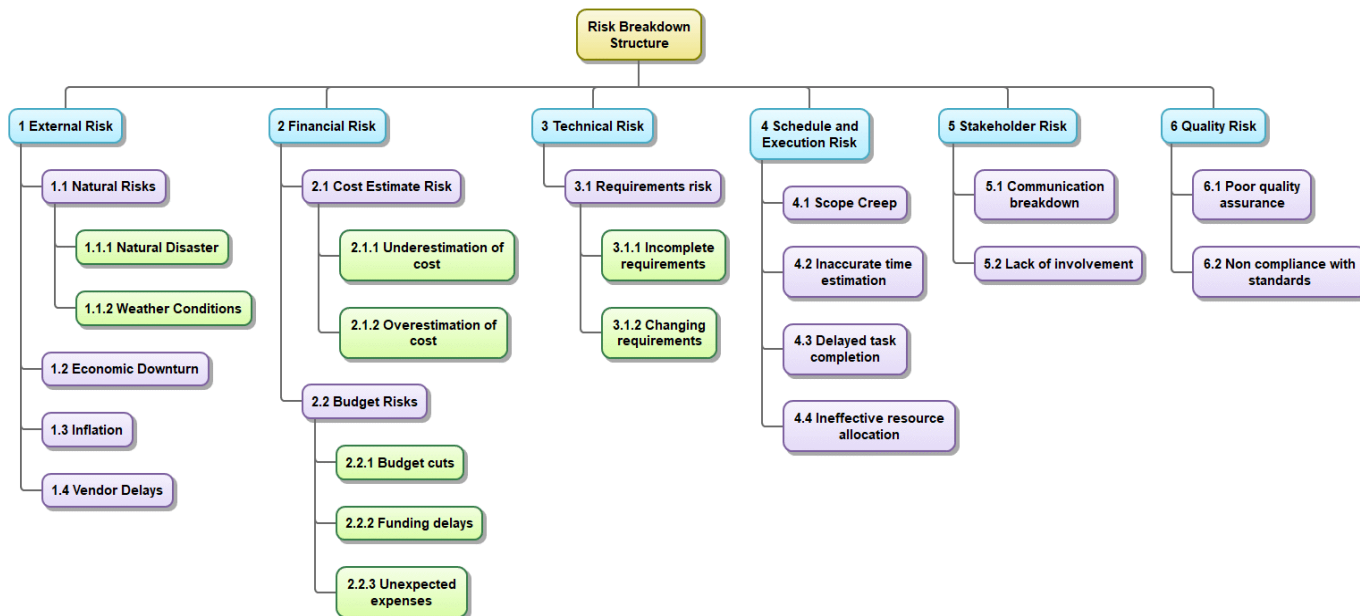 Risk Breakdown
Structure
1 External Risk
1.1 Natural Risks
1.1.1 Natural Disaster
1.1.2 Weather Conditions
1.2 Economic Downturn
1.3 Inflation
1.4 Vendor Delays
2 Financial Risk
2.1 Cost Estimate Risk
2.1.1 Underestimation of
cost
2.1.2 Overestimation of
cost
2.2 Budget Risks
2.2.1 Budget cuts
2.2.2 Funding delays
2.2.3 Unexpected
expenses
3 Technical Risk
3.1 Requirements risk
3.1.1 Incomplete
requirements
3.1.2 Changing
requirements
4 Schedule and
Execution Risk
4.1 Scope Creep
4.2 Inaccurate time
estimation
4.3 Delayed task
completion
4.4 Ineffective resource
allocation
5 Stakeholder Risk
5.1 Communication
breakdown
5.2 Lack of involvement
6 Quality Risk
6.1 Poor quality
assurance
6.2 Non compliance with
standards